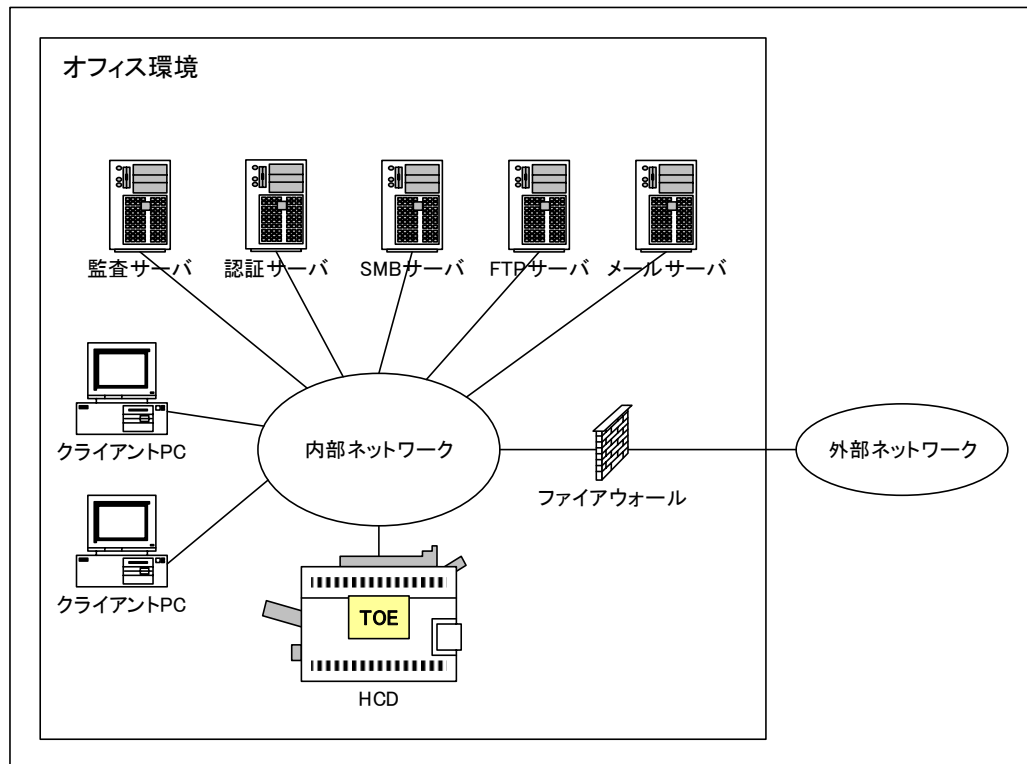 オフィス環境
監査サーバ
認証サーバ
SMBサーバ
FTPサーバ
メールサーバ
クライアントPC
内部ネットワーク
外部ネットワーク
ファイアウォール
クライアントPC
TOE
HCD